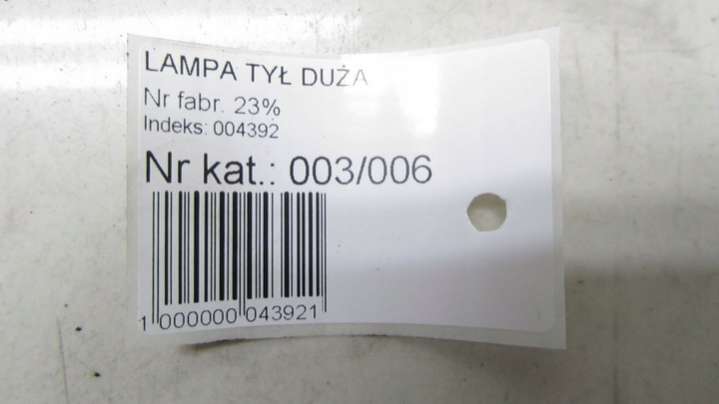 LAMPA TYŁ DUŻA
Nr fabr. 23%
Indeks: 004392
Nr kat.: 003/006
1 000000 043921